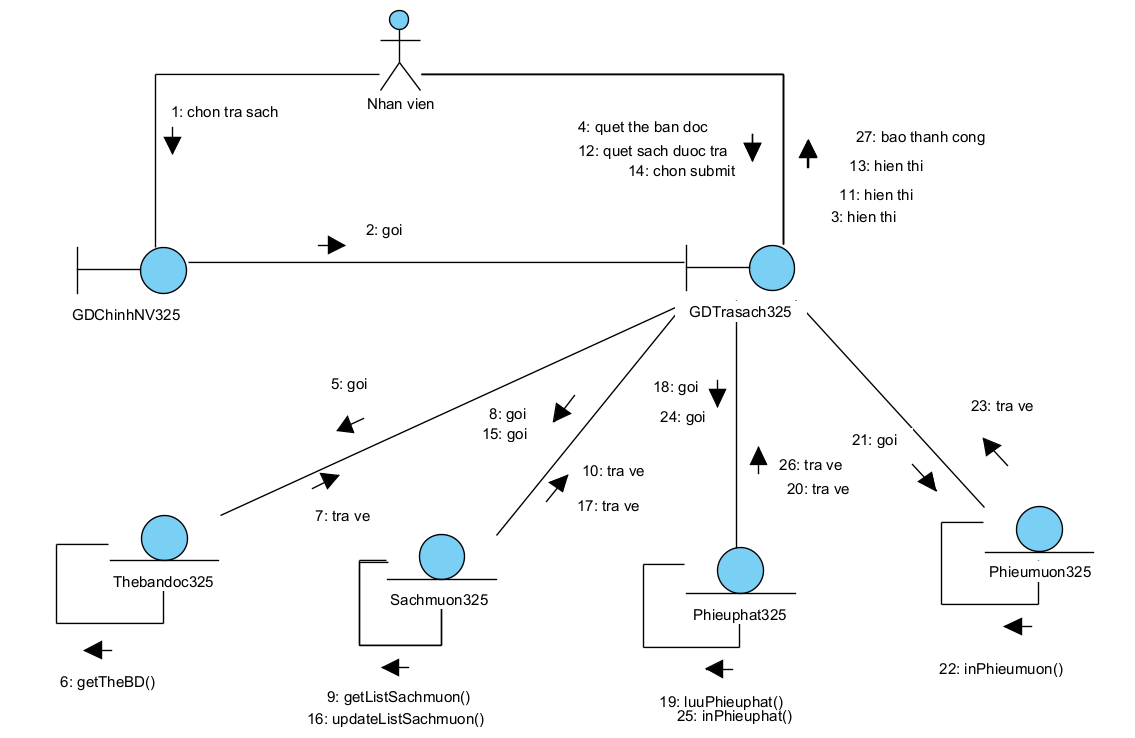 Nhan vien
1: chon tra sach
4: quet the ban doc
12: quet sach duoc tra
14: chon submit
27: bao thanh cong
13: hien thi
11: hien thi
3: hien thi
2: goi
GDChinhNV325
GDTrasach325
5: goi
7: tra ve
8: goi
15: goi
10: tra ve
17: tra ve
18: goi
24: goi
26: tra ve
20: tra ve
21: goi
23: tra ve
Thebandoc325
Sachmuon325
Phieuphat325
Phieumuon325
6: getTheBD()
9: getListSachmuon()
16: updateListSachmuon()
19: luuPhieuphat()
25: inPhieuphat()
22: inPhieumuon()